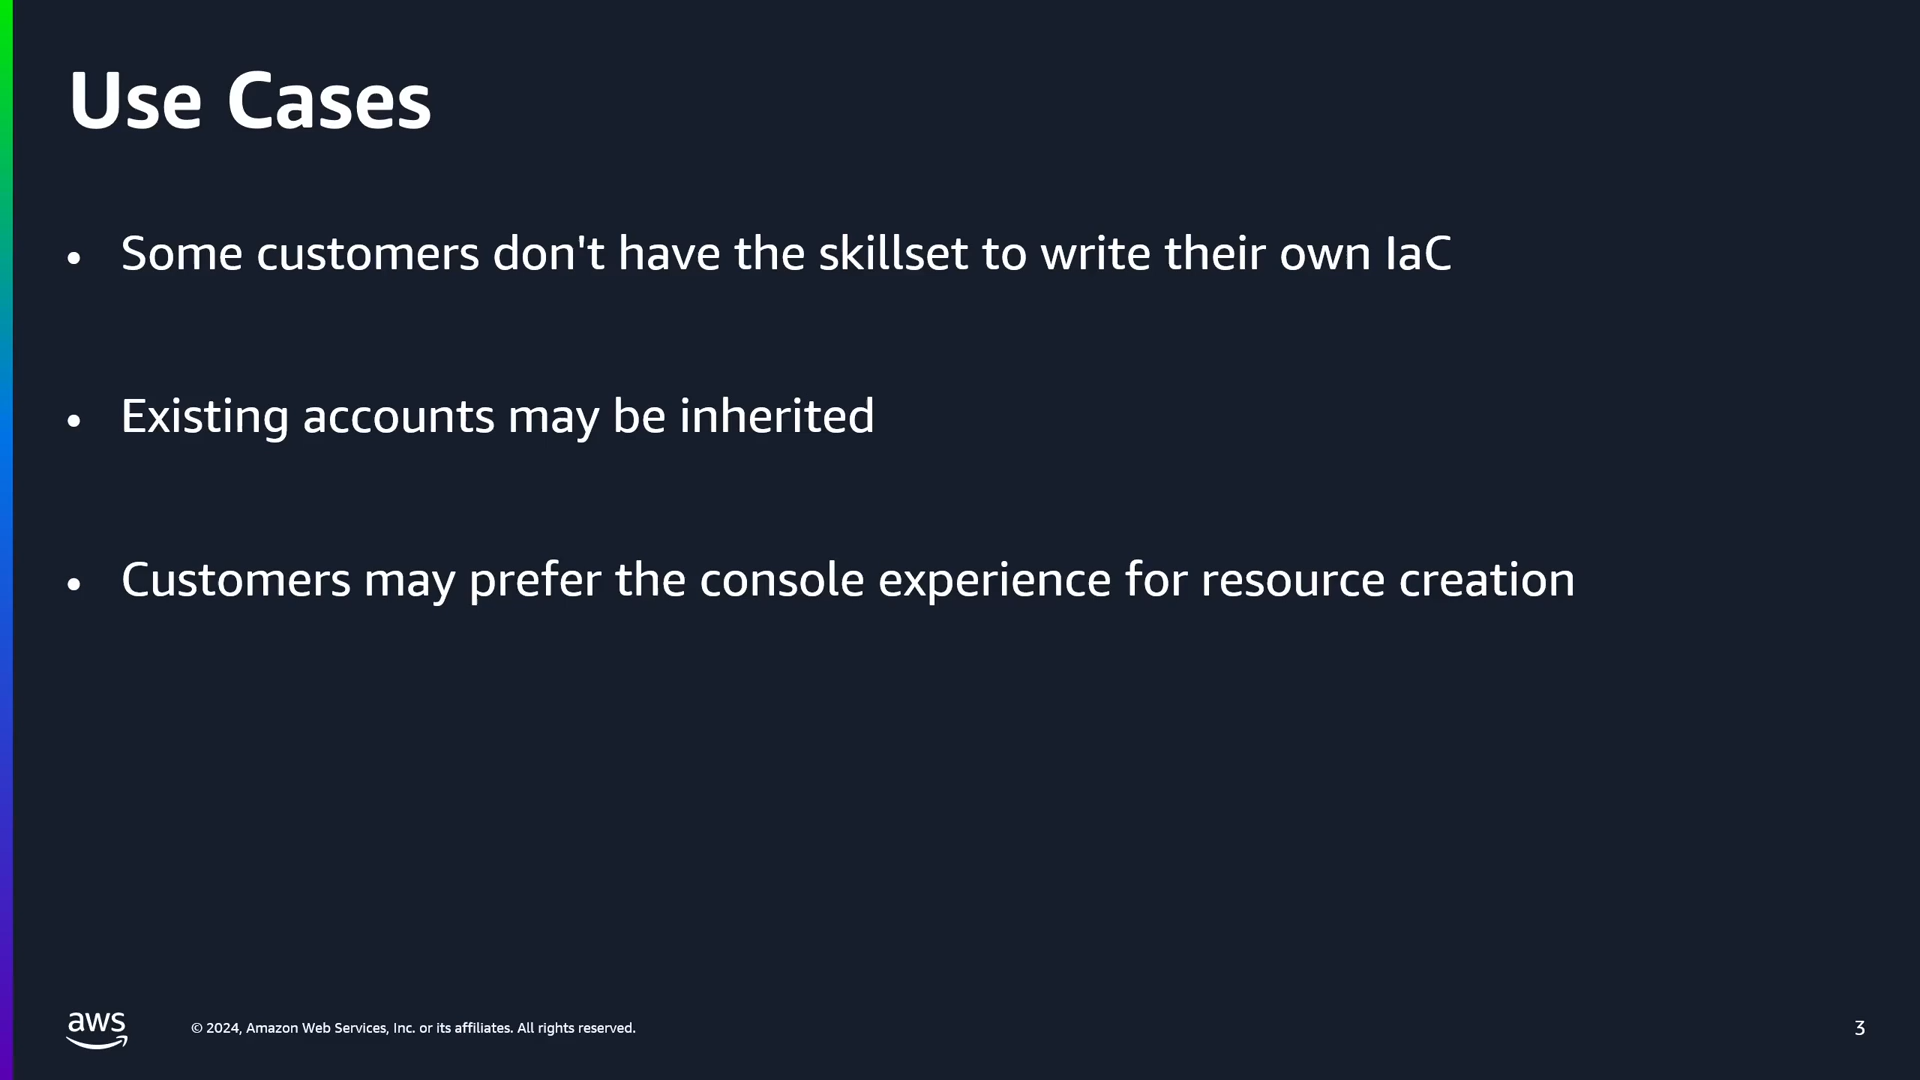 Use Cases
• Some customers don't have the skillset to write their own IaC
• Existing accounts may be inherited
• Customers may prefer the console experience for resource creation
aws
© 2024, Amazon Web Services, Inc. or its affiliates. All rights reserved.
3